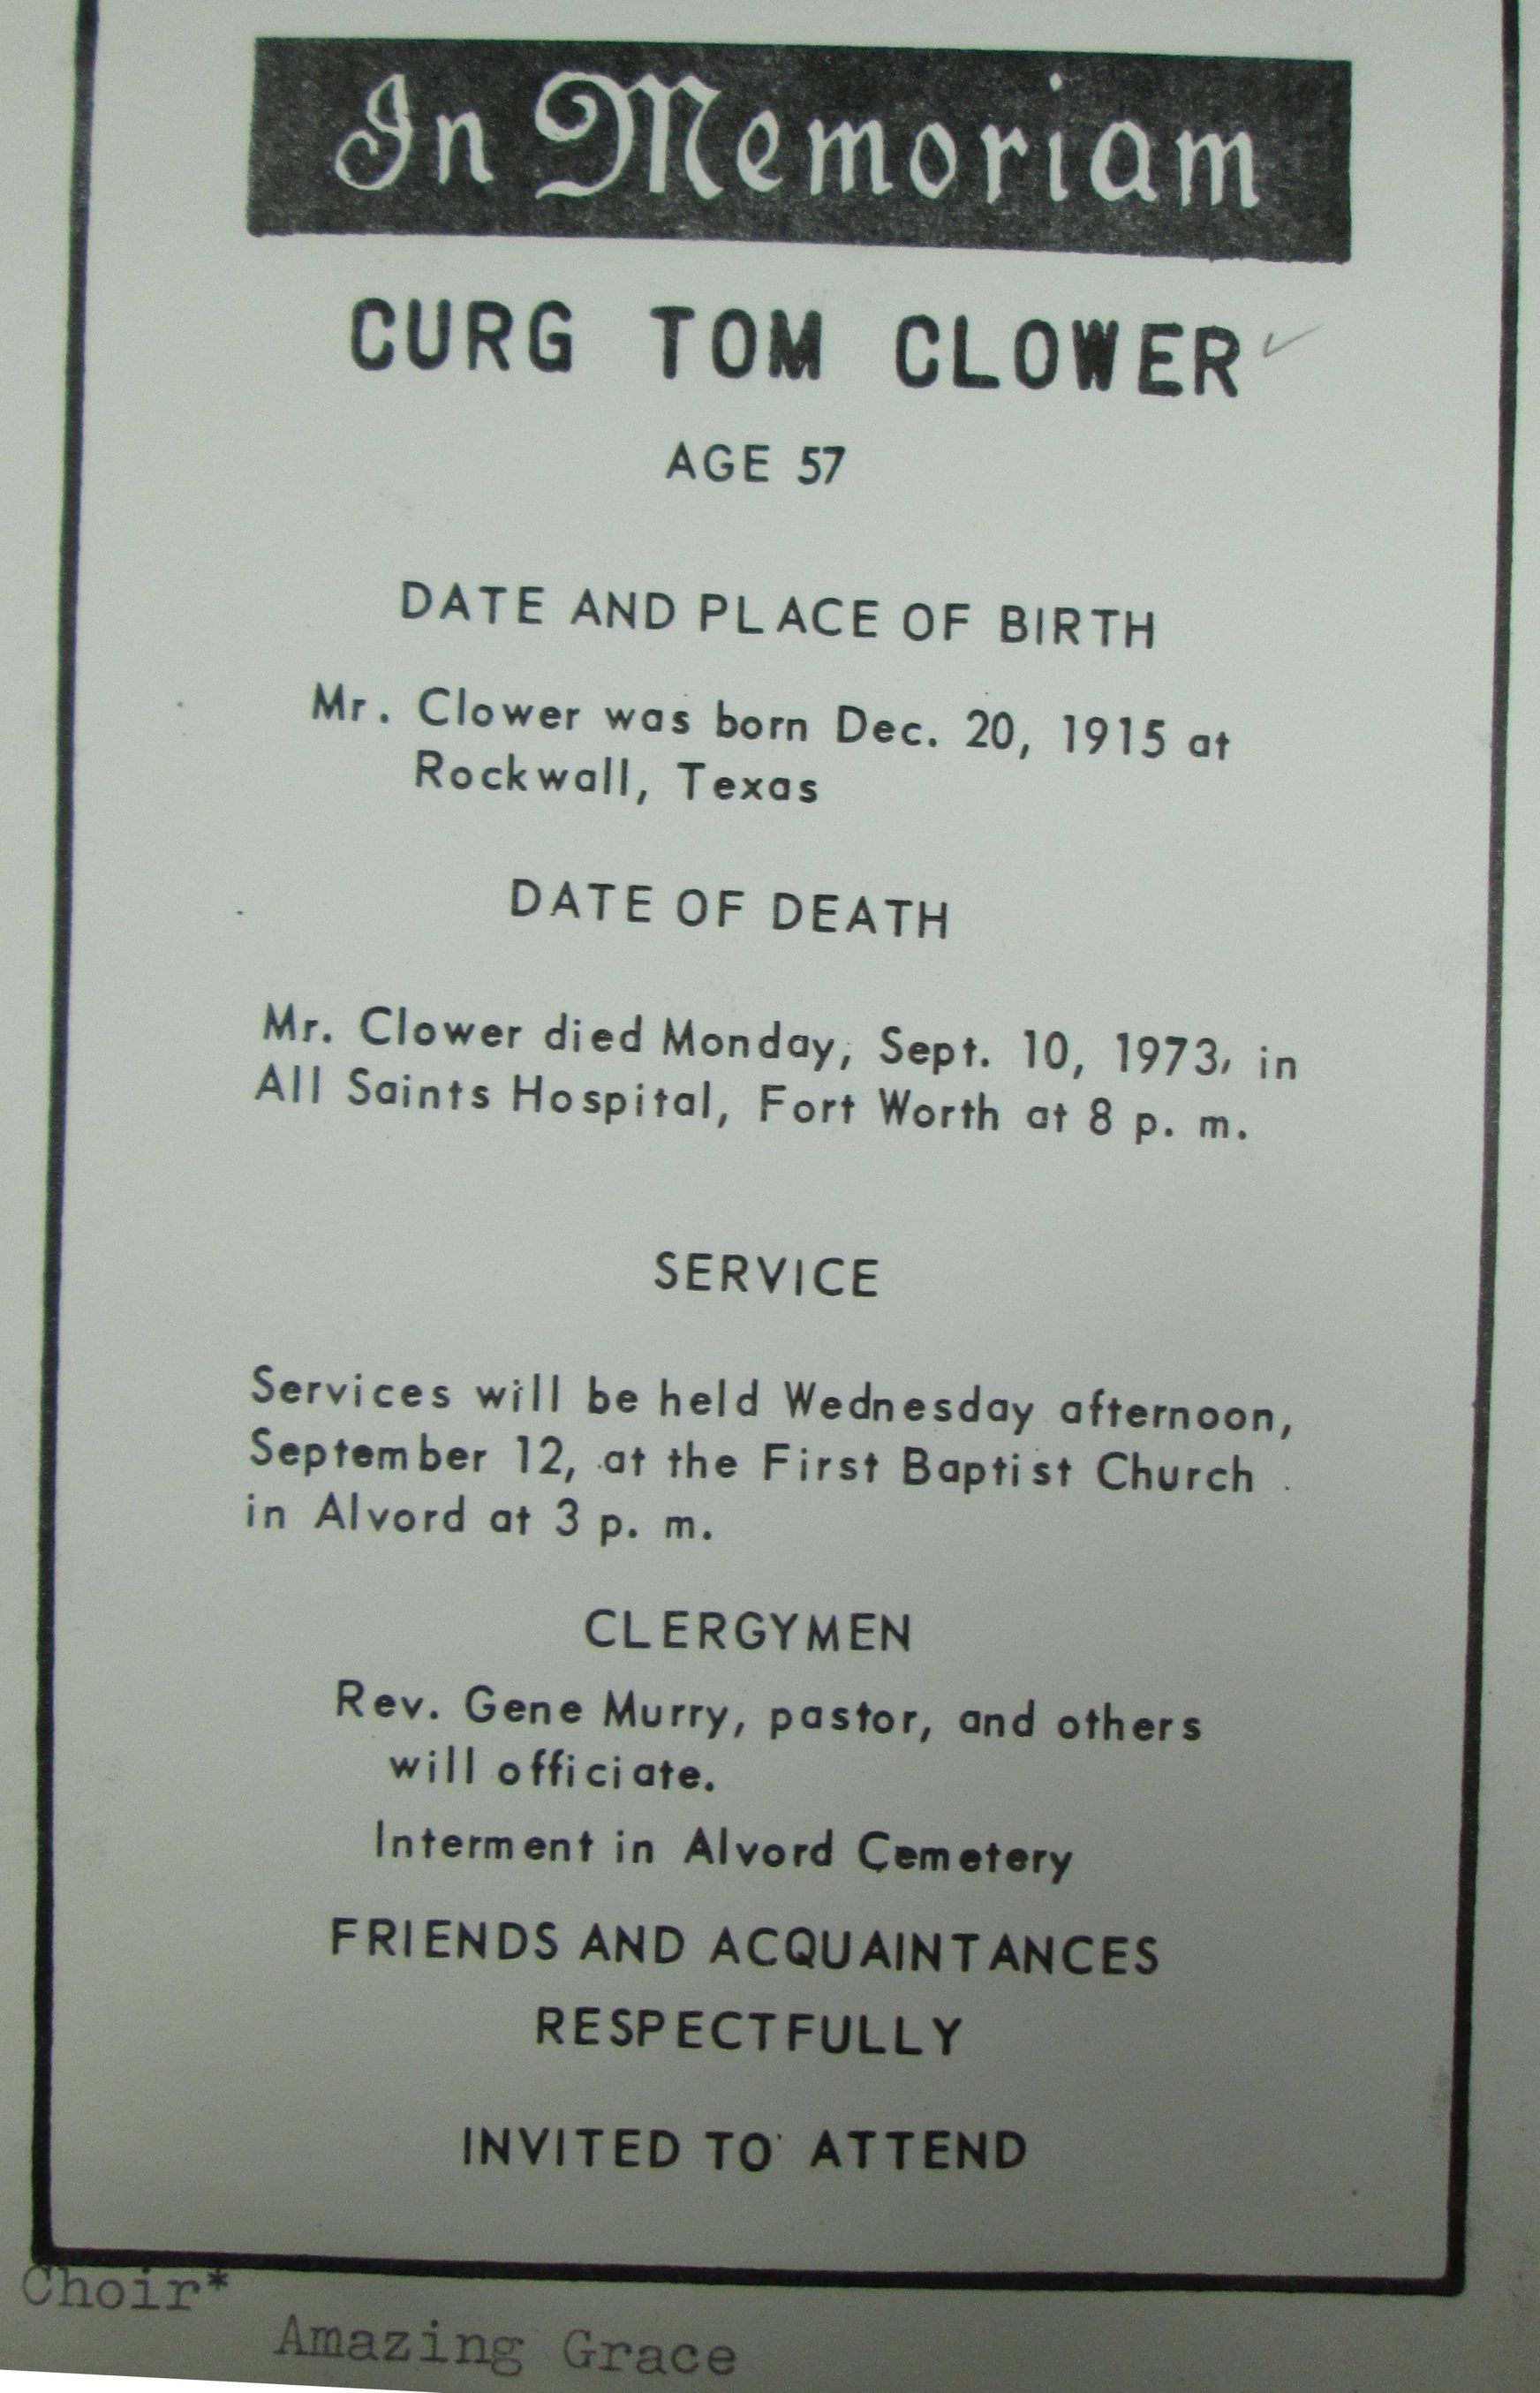 In Memoriam
CURG TOM CLOWER
AGE 57
DATE AND PLACE OF BIRTH
Mr. Clower was born Dec. 20, 1915 at
Rockwall, Texas
DATE OF DEATH
Mr. Clower died Monday, Sept. 10, 1973, in
All Saints Hospital, Fort Worth at 8 p. m.
SERVICE
Services will be held Wednesday afternoon,
September 12, at the First Baptist Church
in Alvord at 3 p. m.
CLERGYMEN
Rev. Gene Murry, pastor, and others
will officiate.
Interment in Alvord Cemetery
FRIENDS AND ACQUAINTANCES
RESPECTFULLY
INVITED TO ATTEND
Choir*
Amazing Grace